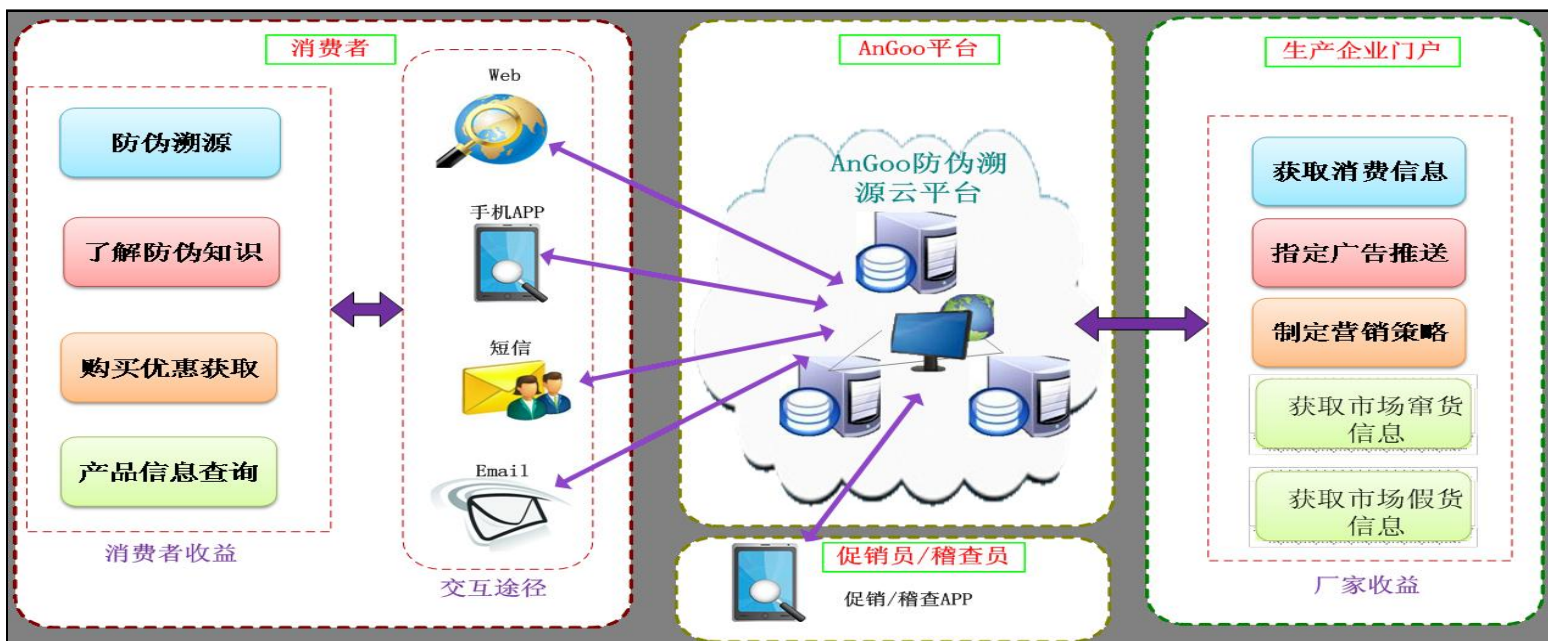 消费者
防伪溯源
了解防伪知识
购买优惠获取
产品信息查询
消费者收益
Web
手机APP
短信
Email
交互途径
AnGoo平台
AnGoo防伪溯
源云平台
促销员/稽查员
促销/稽查APP
生产企业门户
获取消费信息
指定广告推送
制定营销策略
获取市场窜货
信息
获取市场假货
信息
厂家收益